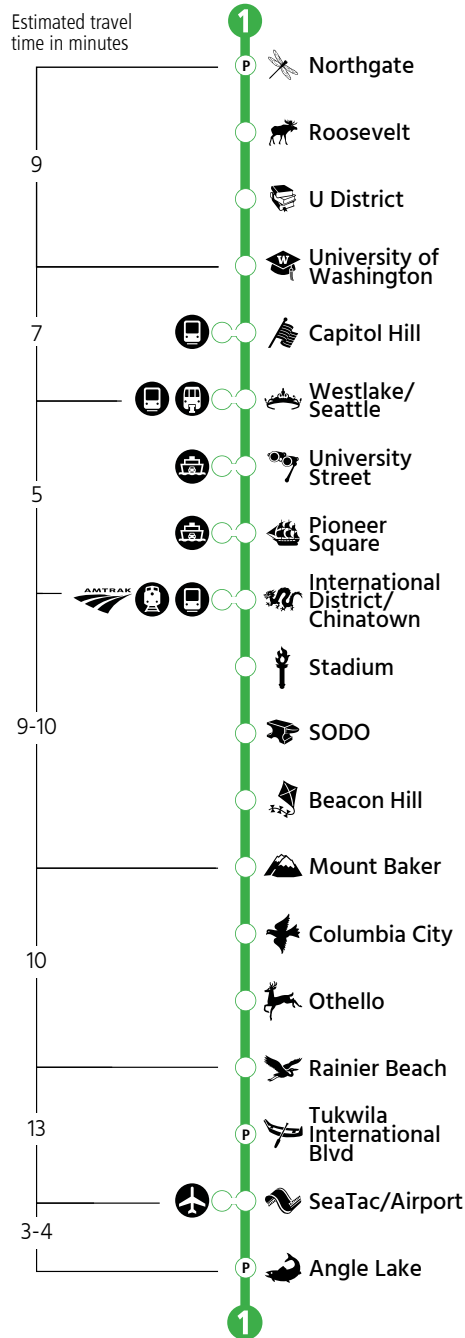 Estimated travel
time in minutes
1
P
Northgate
Roosevelt
9
U District
W
University of
Washington
7
Capitol Hill
Westlake/
Seattle
University
Street
5
Pioneer
Square
AMTRAK
International
District/
Chinatown
Stadium
9-10
SODO
Beacon Hill
Mount Baker
Columbia City
10
Othello
Rainier Beach
13
P
Tukwila
International
Blvd
SeaTac/Airport
3-4
P
Angle Lake
1